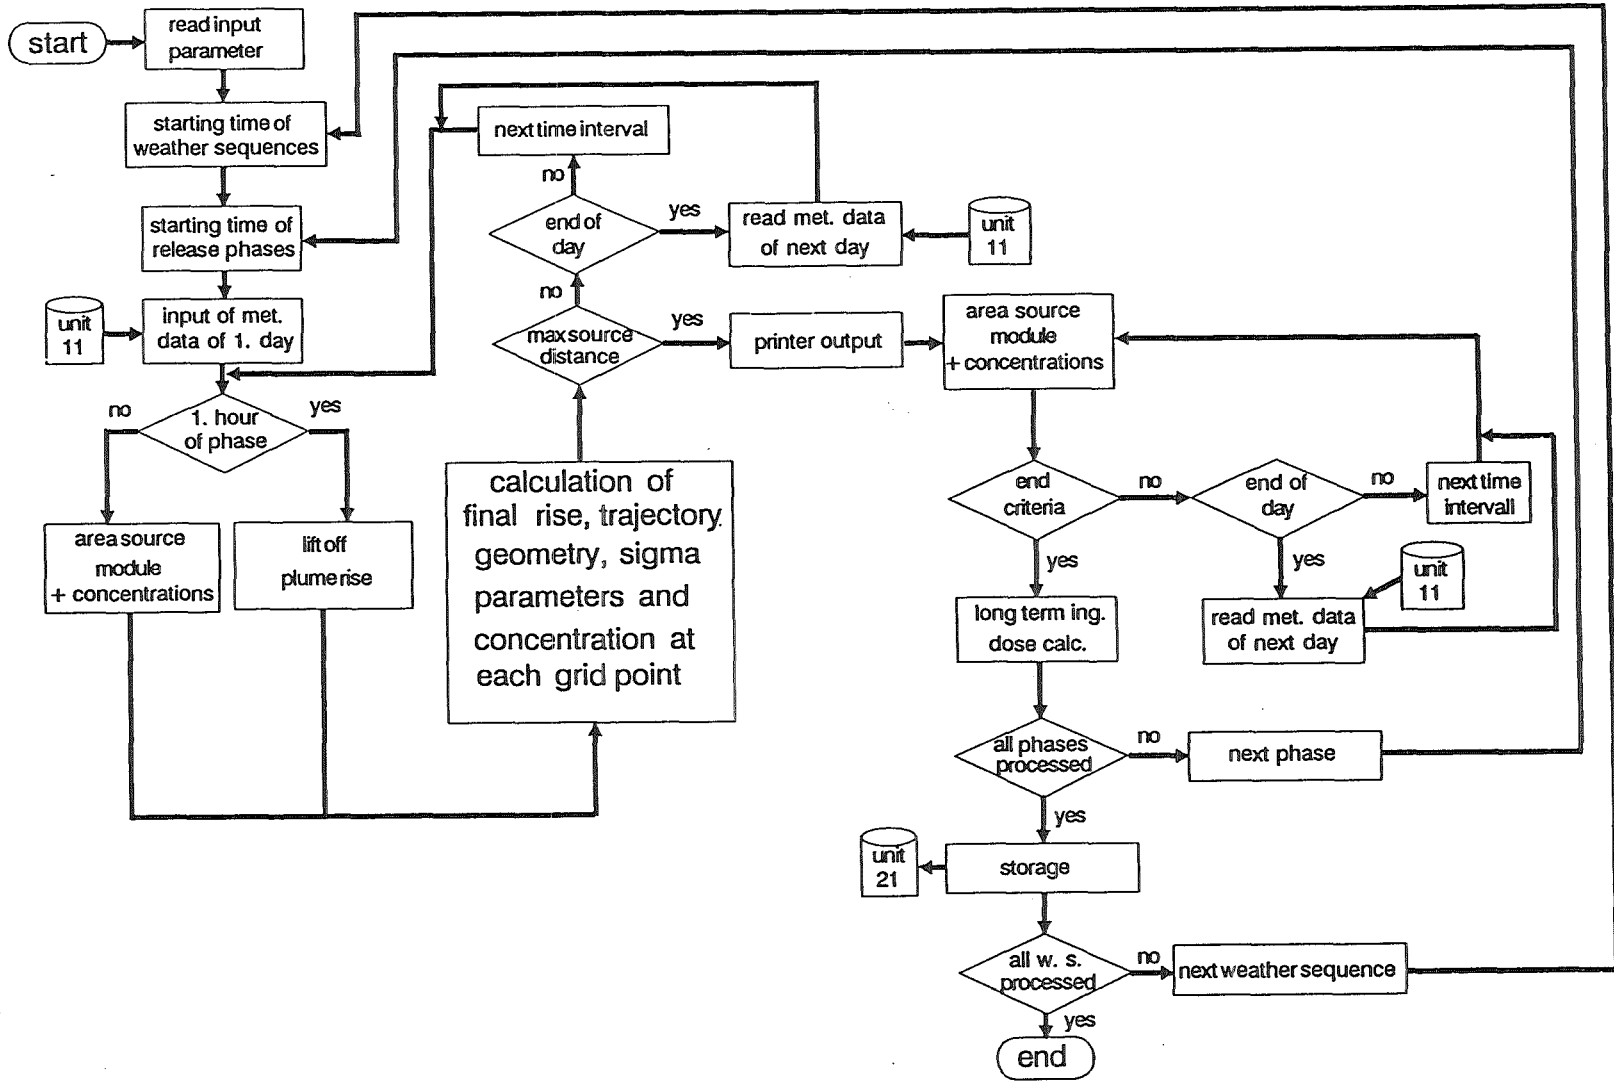 start
read input
parameter
starting time of
weather sequences
starting time of
release phases
unit
11
input of met.
data of 1. day
no
1. hour
of phase
yes
area source
module
+ concentrations
lift off
plume rise
next time interval
no
end of
day
yes
read met. data
of next day
unit
11
no
max source
distance
yes
printer output
area source
module
+ concentrations
calculation of
final rise, trajectory.
geometry, sigma
parameters and
concentration at
each grid point
end
criteria
no
end of
day
no
next time
intervall
yes
yes
unit
11
long term ing.
dose calc.
read met. data
of next day
all phases
processed
no
next phase
yes
unit
21
storage
all w. s.
processed
no
next weather sequence
yes
end